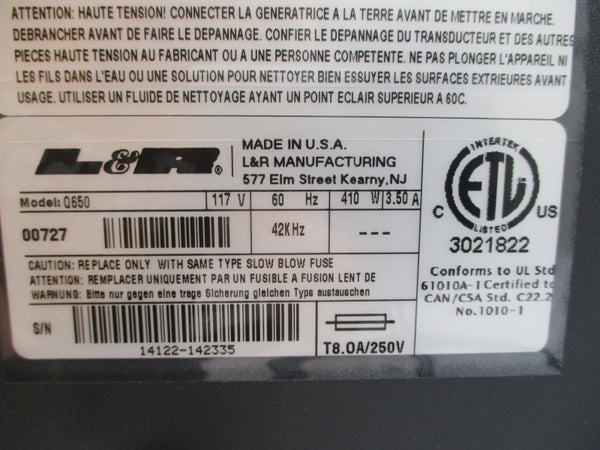 ATTENTION: HAUTE TENSION! CONNECTER LA GENERATRICE A LA TERRE AVANT DE METTRE EN MARCHE.
DEBRANCHER AVANT DE FAIRE LE DEPANNAGE. CONFIER LE DEPANNAGE DU TRANSDUCTEUR ET DES AUTRES
PIECES HAUTE TENSION AU FABRICANT OU A UNE PERSONNE COMPETENTE. NE PAS PLONGER L'APPAREIL NI
LES FILS DANS L'EAU OU UNE SOLUTION POUR NETTOYER BIEN ESSUYER LES SURFACES EXTRIEURES AVANT
USAGE. UTILISER UN FLUIDE DE NETTOYAGE AYANT UN POINT ECLAIR SUPERIEUR A 60C.
L&R®
MADE IN U.S.A.
L&R MANUFACTURING
577 Elm Street Kearny,NJ
Model: Q650 117 V 60 Hz 410 W 3.50 A
00727 42KHz ---
CAUTION: REPLACE ONLY WITH SAME TYPE SLOW BLOW FUSE
ATTENTION: REMPLACER UNIQUEMENT PAR UN FUSIBLE A FUSION LENT DE
WARNUNG: Bitte nur gegen eine trage Sicherung gleichen Typs austauschen
S/N
14122-142335
T8.0A/250V
INTERTEK
ETL
LISTED
C US
3021822
Conforms to UL Std
61010A-1 Certified to
CAN/CSA Std. C22.2
No.1010-1